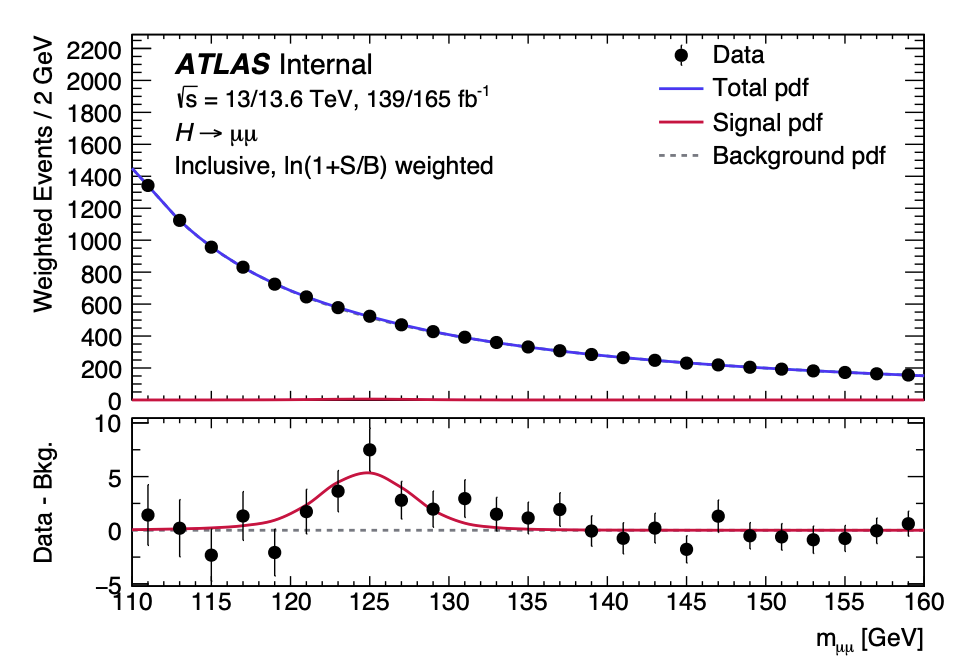 ATLAS Internal
√s = 13/13.6 TeV, 139/165 fb⁻¹
H → μμ
Inclusive, ln(1+S/B) weighted
Data
Total pdf
Signal pdf
Background pdf
Weighted Events / 2 GeV
2200
2000
1800
1600
1400
1200
1000
800
600
400
200
0
Data - Bkg.
10
5
0
−5
110 115 120 125 130 135 140 145 150 155 160
m_μμ [GeV]